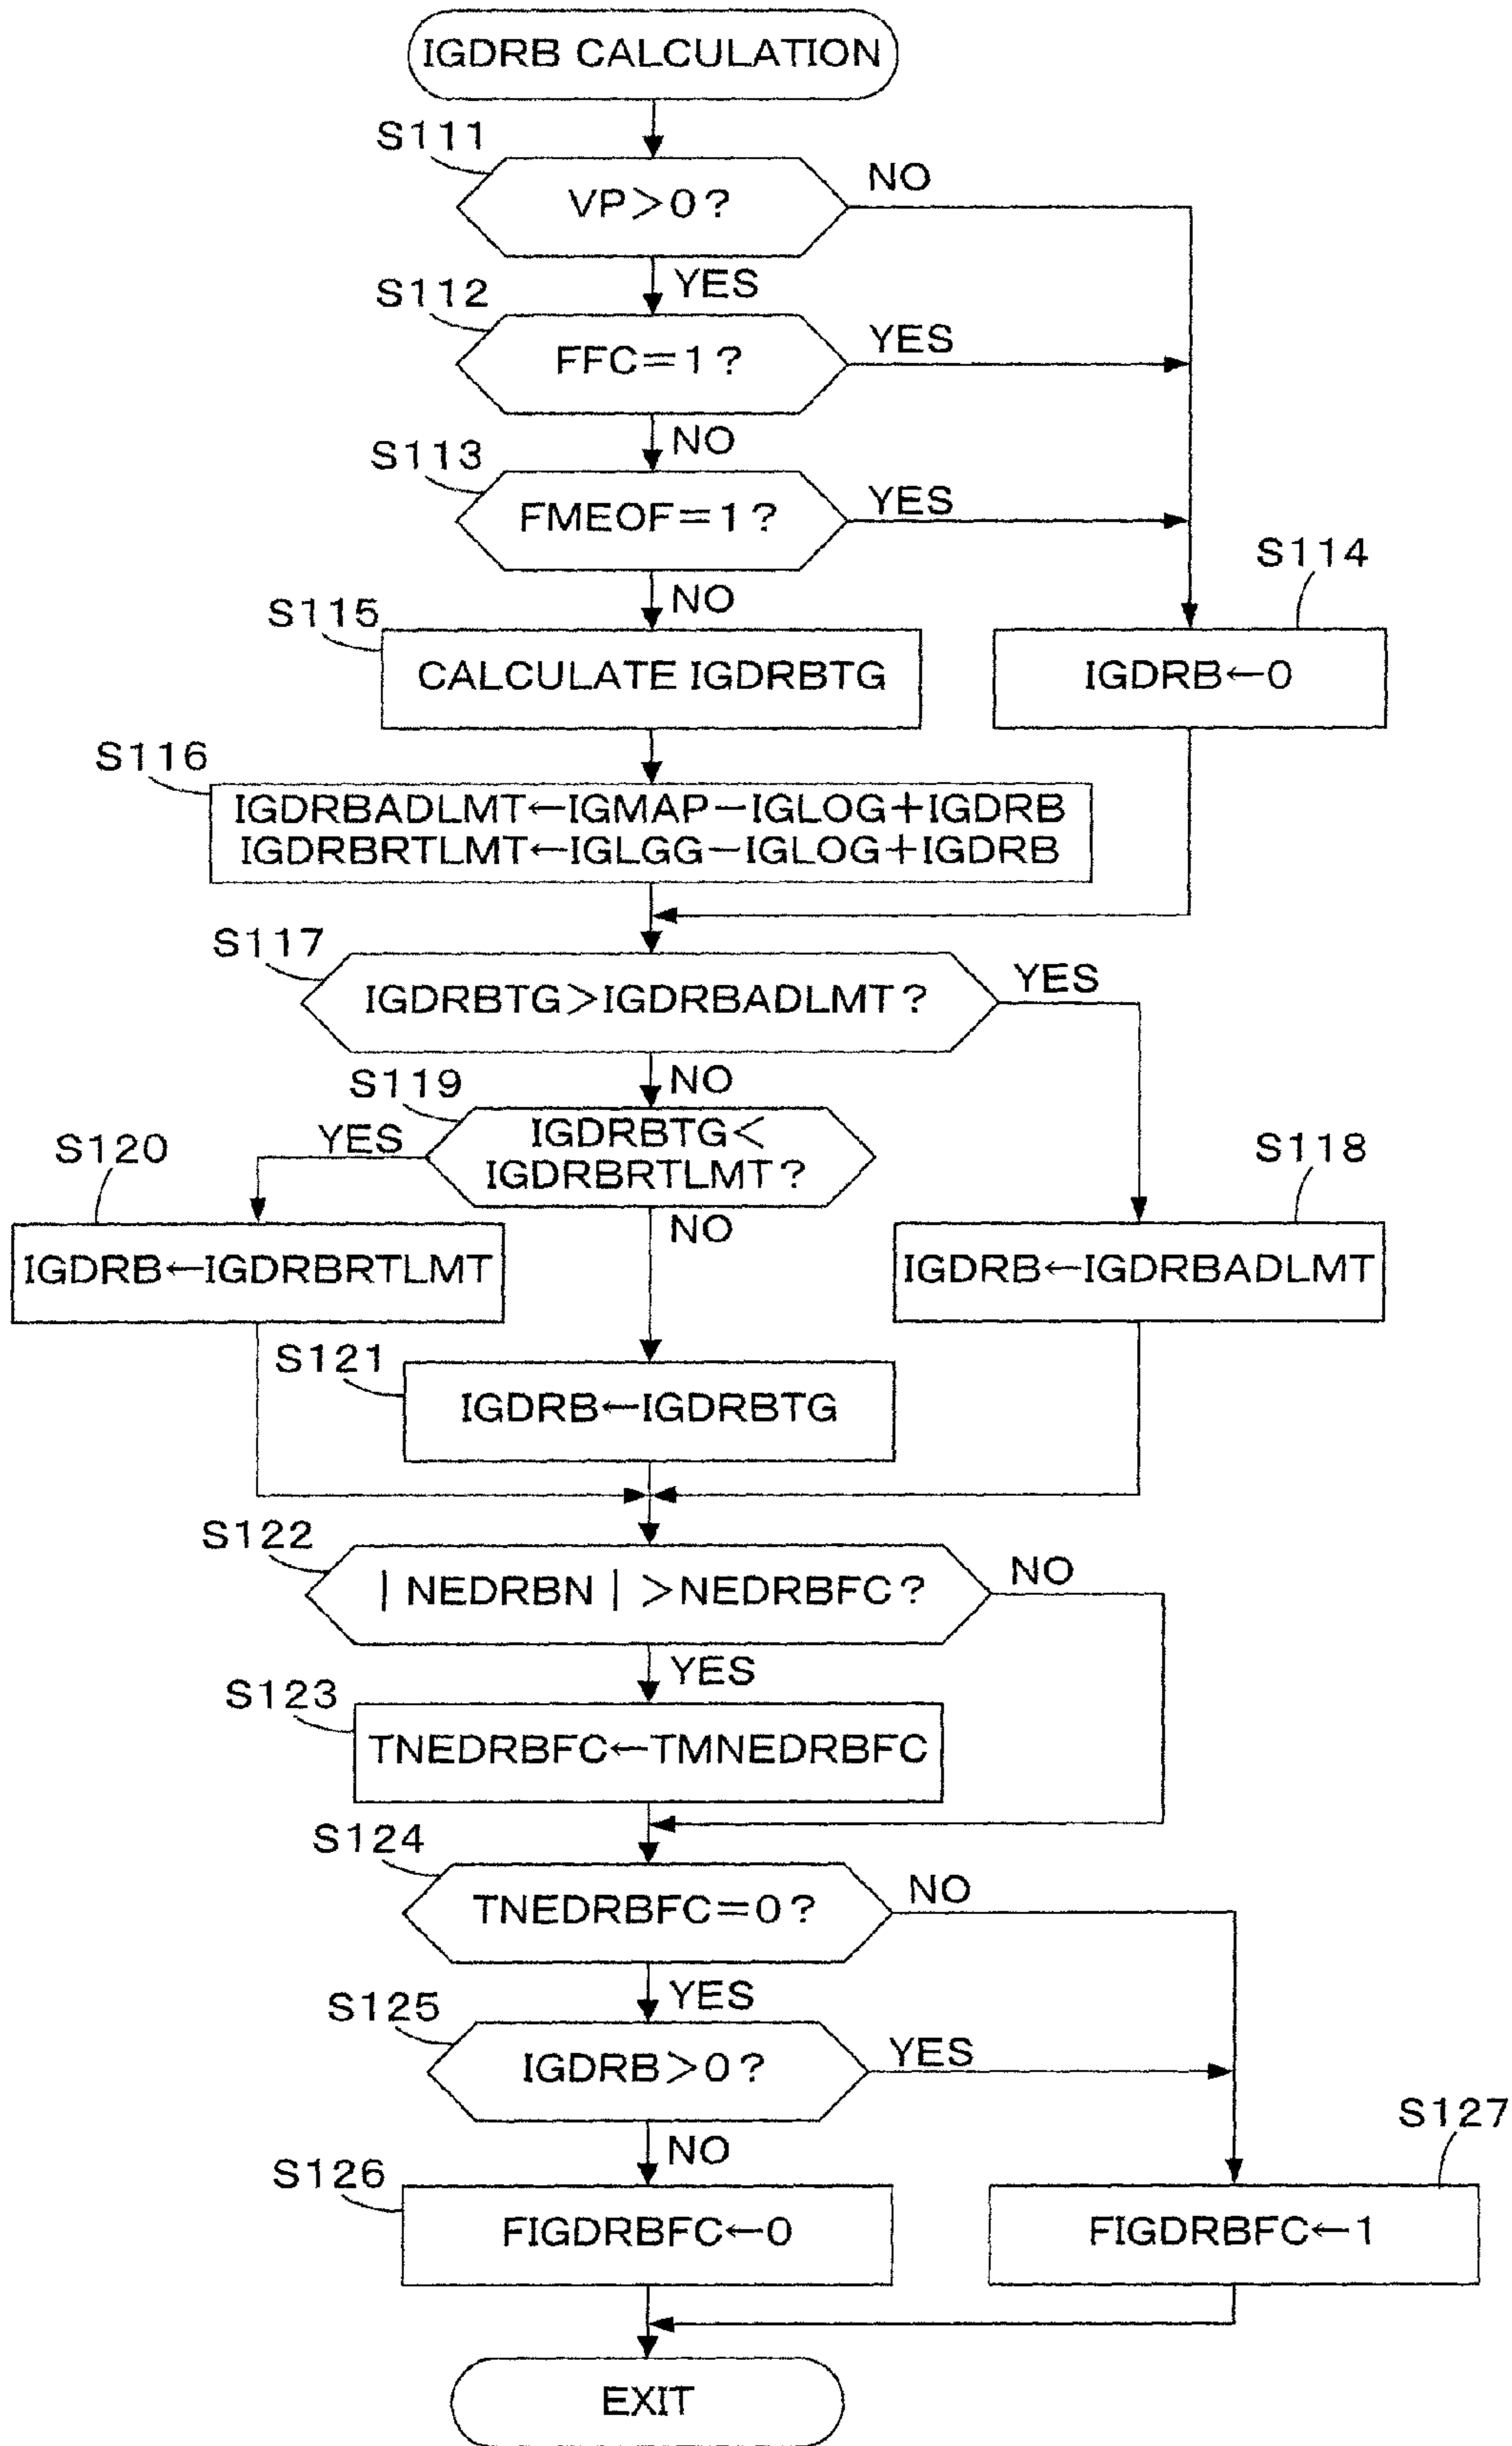 IGDRB CALCULATION
S111
VP>0?
NO
YES
S112
FFC=1?
YES
NO
S113
FMEOF=1?
YES
NO
S114
IGDRB←0
S115
CALCULATE IGDRBTG
S116
IGDRBADLMT←IGMAP-IGLOG+IGDRB
IGDRBRTLMT←IGLGG-IGLOG+IGDRB
S117
IGDRBTG>IGDRBADLMT?
YES
NO
S119
IGDRBTG<
IGDRBRTLMT?
YES
NO
S120
IGDRB←IGDRBRTLMT
S118
IGDRB←IGDRBADLMT
S121
IGDRB←IGDRBTG
S122
|NEDRBN|>NEDRBFC?
NO
YES
S123
TNEDRBFC←TMNEDRBFC
S124
TNEDRBFC=0?
NO
YES
S125
IGDRB>0?
YES
NO
S126
FIGDRBFC←0
S127
FIGDRBFC←1
EXIT